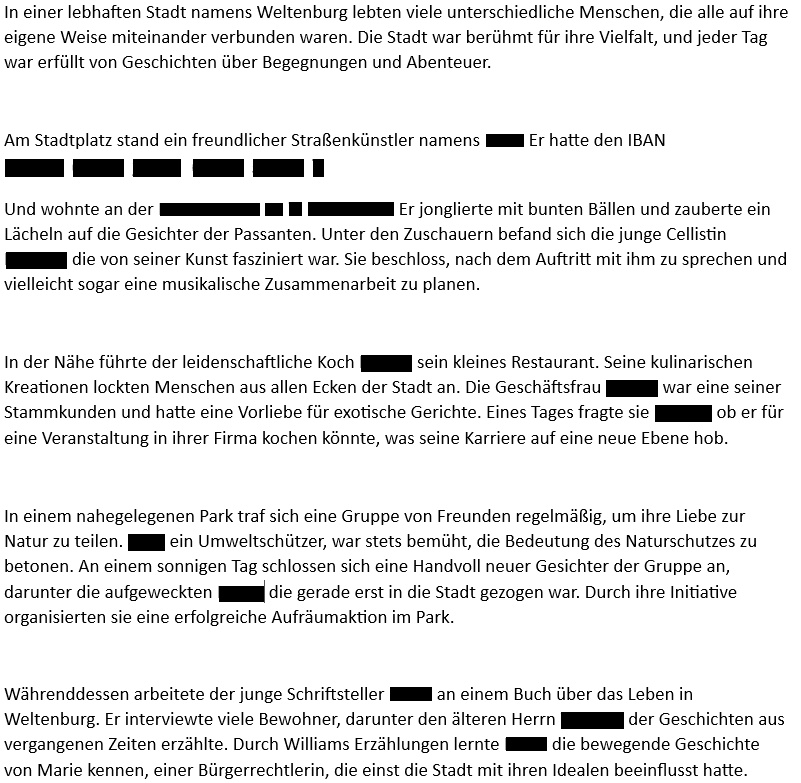 In einer lebhaften Stadt namens Weltenburg lebten viele unterschiedliche Menschen, die alle auf ihre
eigene Weise miteinander verbunden waren. Die Stadt war berühmt für ihre Vielfalt, und jeder Tag
war erfüllt von Geschichten über Begegnungen und Abenteuer.
Am Stadtplatz stand ein freundlicher Straßenkünstler namens Er hatte den IBAN
Und wohnte an der Er jonglierte mit bunten Bällen und zauberte ein
Lächeln auf die Gesichter der Passanten. Unter den Zuschauern befand sich die junge Cellistin
die von seiner Kunst fasziniert war. Sie beschloss, nach dem Auftritt mit ihm zu sprechen und
vielleicht sogar eine musikalische Zusammenarbeit zu planen.
In der Nähe führte der leidenschaftliche Koch sein kleines Restaurant. Seine kulinarischen
Kreationen lockten Menschen aus allen Ecken der Stadt an. Die Geschäftsfrau war eine seiner
Stammkunden und hatte eine Vorliebe für exotische Gerichte. Eines Tages fragte sie ob er für
eine Veranstaltung in ihrer Firma kochen könnte, was seine Karriere auf eine neue Ebene hob.
In einem nahegelegenen Park traf sich eine Gruppe von Freunden regelmäßig, um ihre Liebe zur
Natur zu teilen. ein Umweltschützer, war stets bemüht, die Bedeutung des Naturschutzes zu
betonen. An einem sonnigen Tag schlossen sich eine Handvoll neuer Gesichter der Gruppe an,
darunter die aufgeweckten die gerade erst in die Stadt gezogen war. Durch ihre Initiative
organisierten sie eine erfolgreiche Aufräumaktion im Park.
Währenddessen arbeitete der junge Schriftsteller an einem Buch über das Leben in
Weltenburg. Er interviewte viele Bewohner, darunter den älteren Herrn der Geschichten aus
vergangenen Zeiten erzählte. Durch Williams Erzählungen lernte die bewegende Geschichte
von Marie kennen, einer Bürgerrechtlerin, die einst die Stadt mit ihren Idealen beeinflusst hatte.